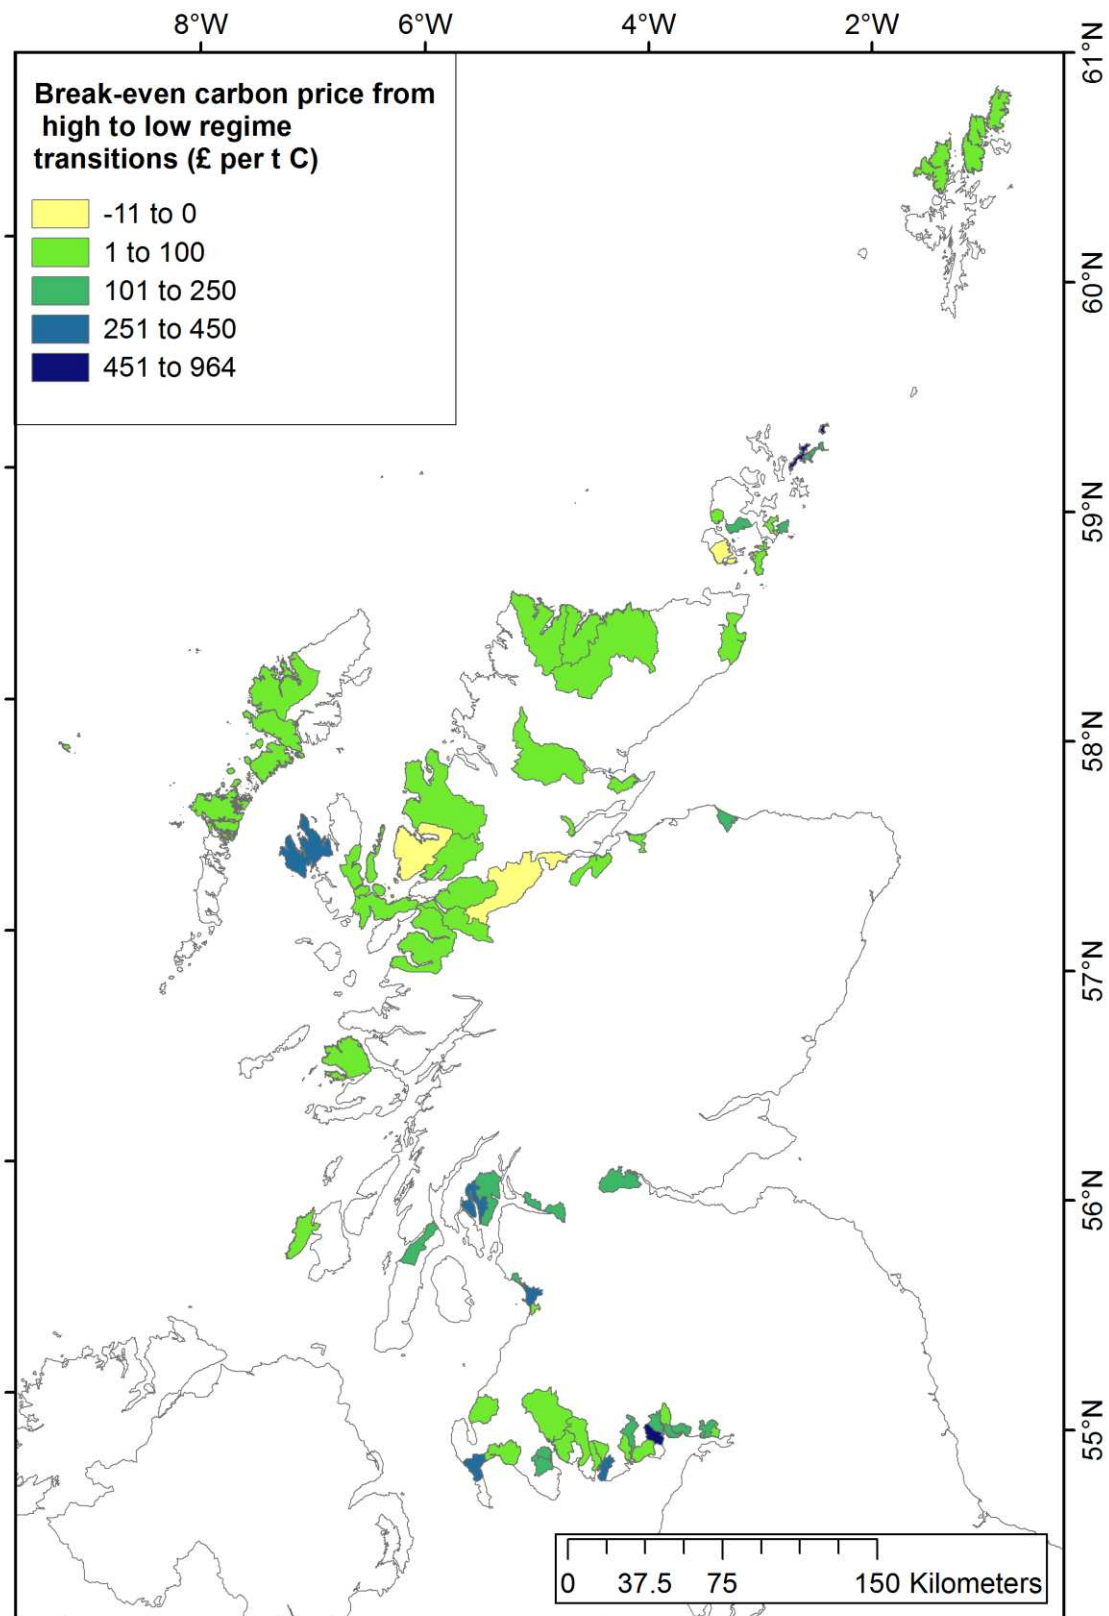 8°W 6°W 4°W 2°W
61°N
Break-even carbon price from
high to low regime
transitions (£ per t C)
-11 to 0
1 to 100
101 to 250
251 to 450
451 to 964
60°N
59°N
58°N
57°N
56°N
55°N
0 37.5 75 150 Kilometers